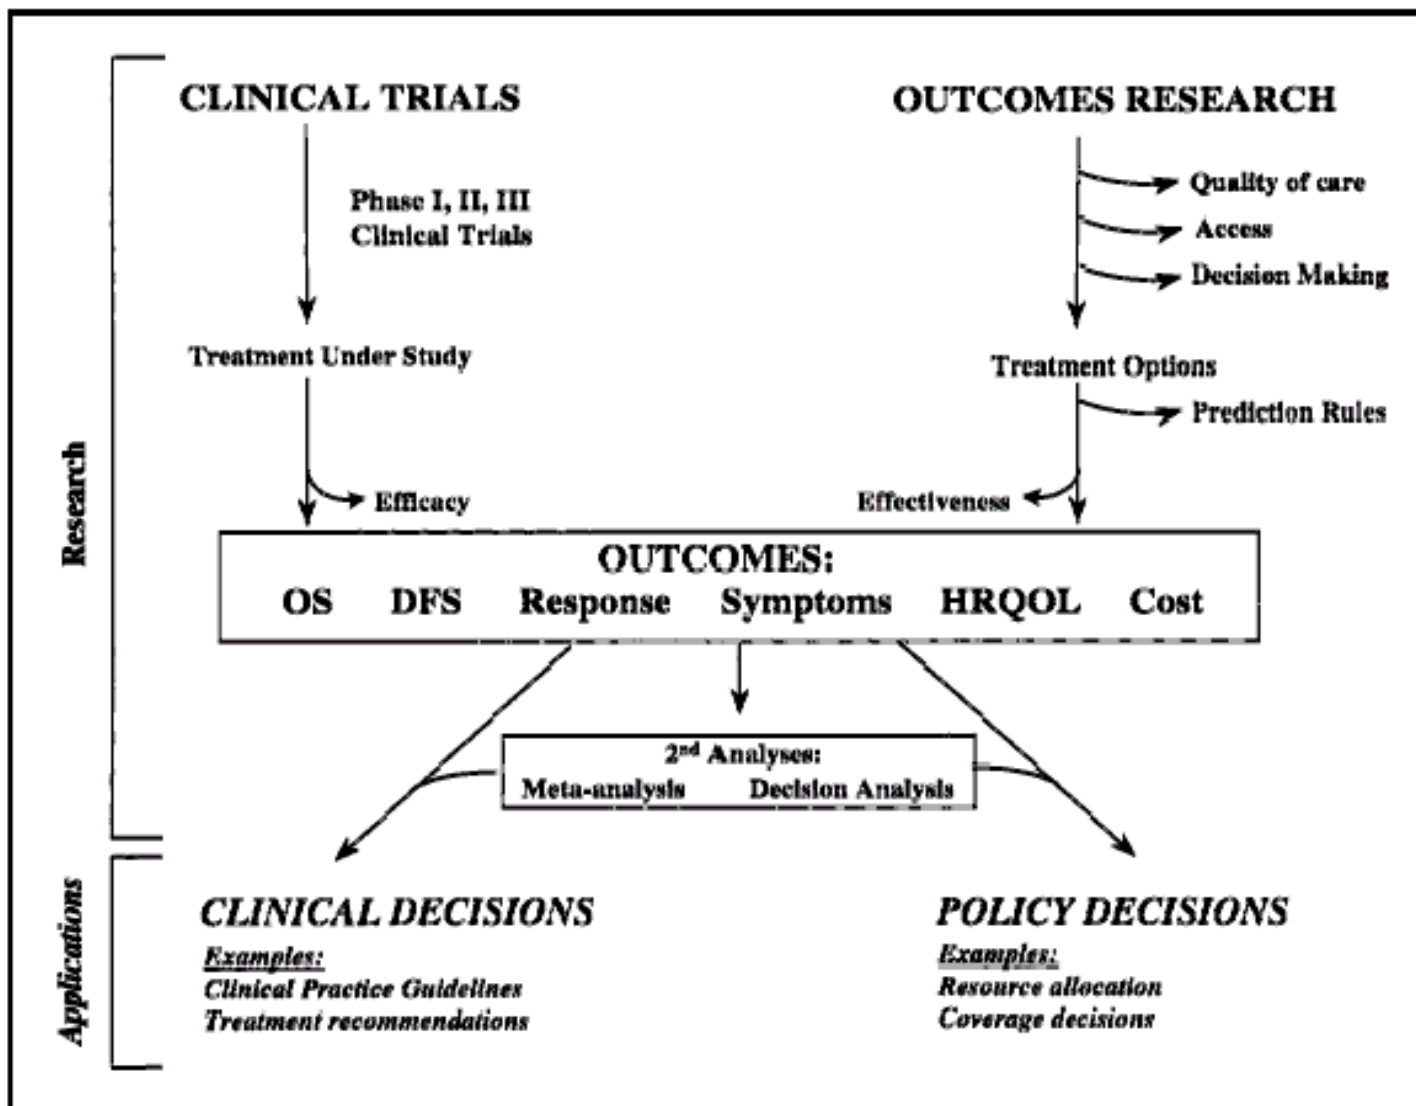 CLINICAL TRIALS
OUTCOMES RESEARCH
Phase I, II, III
Clinical Trials
Quality of care
Access
Decision Making
Treatment Under Study
Treatment Options
Prediction Rules
Efficacy
Effectiveness
Research
OUTCOMES:
OS DFS Response Symptoms HRQOL Cost
2nd Analyses:
Meta-analysis Decision Analysis
Applications
CLINICAL DECISIONS
Examples:
Clinical Practice Guidelines
Treatment recommendations
POLICY DECISIONS
Examples:
Resource allocation
Coverage decisions